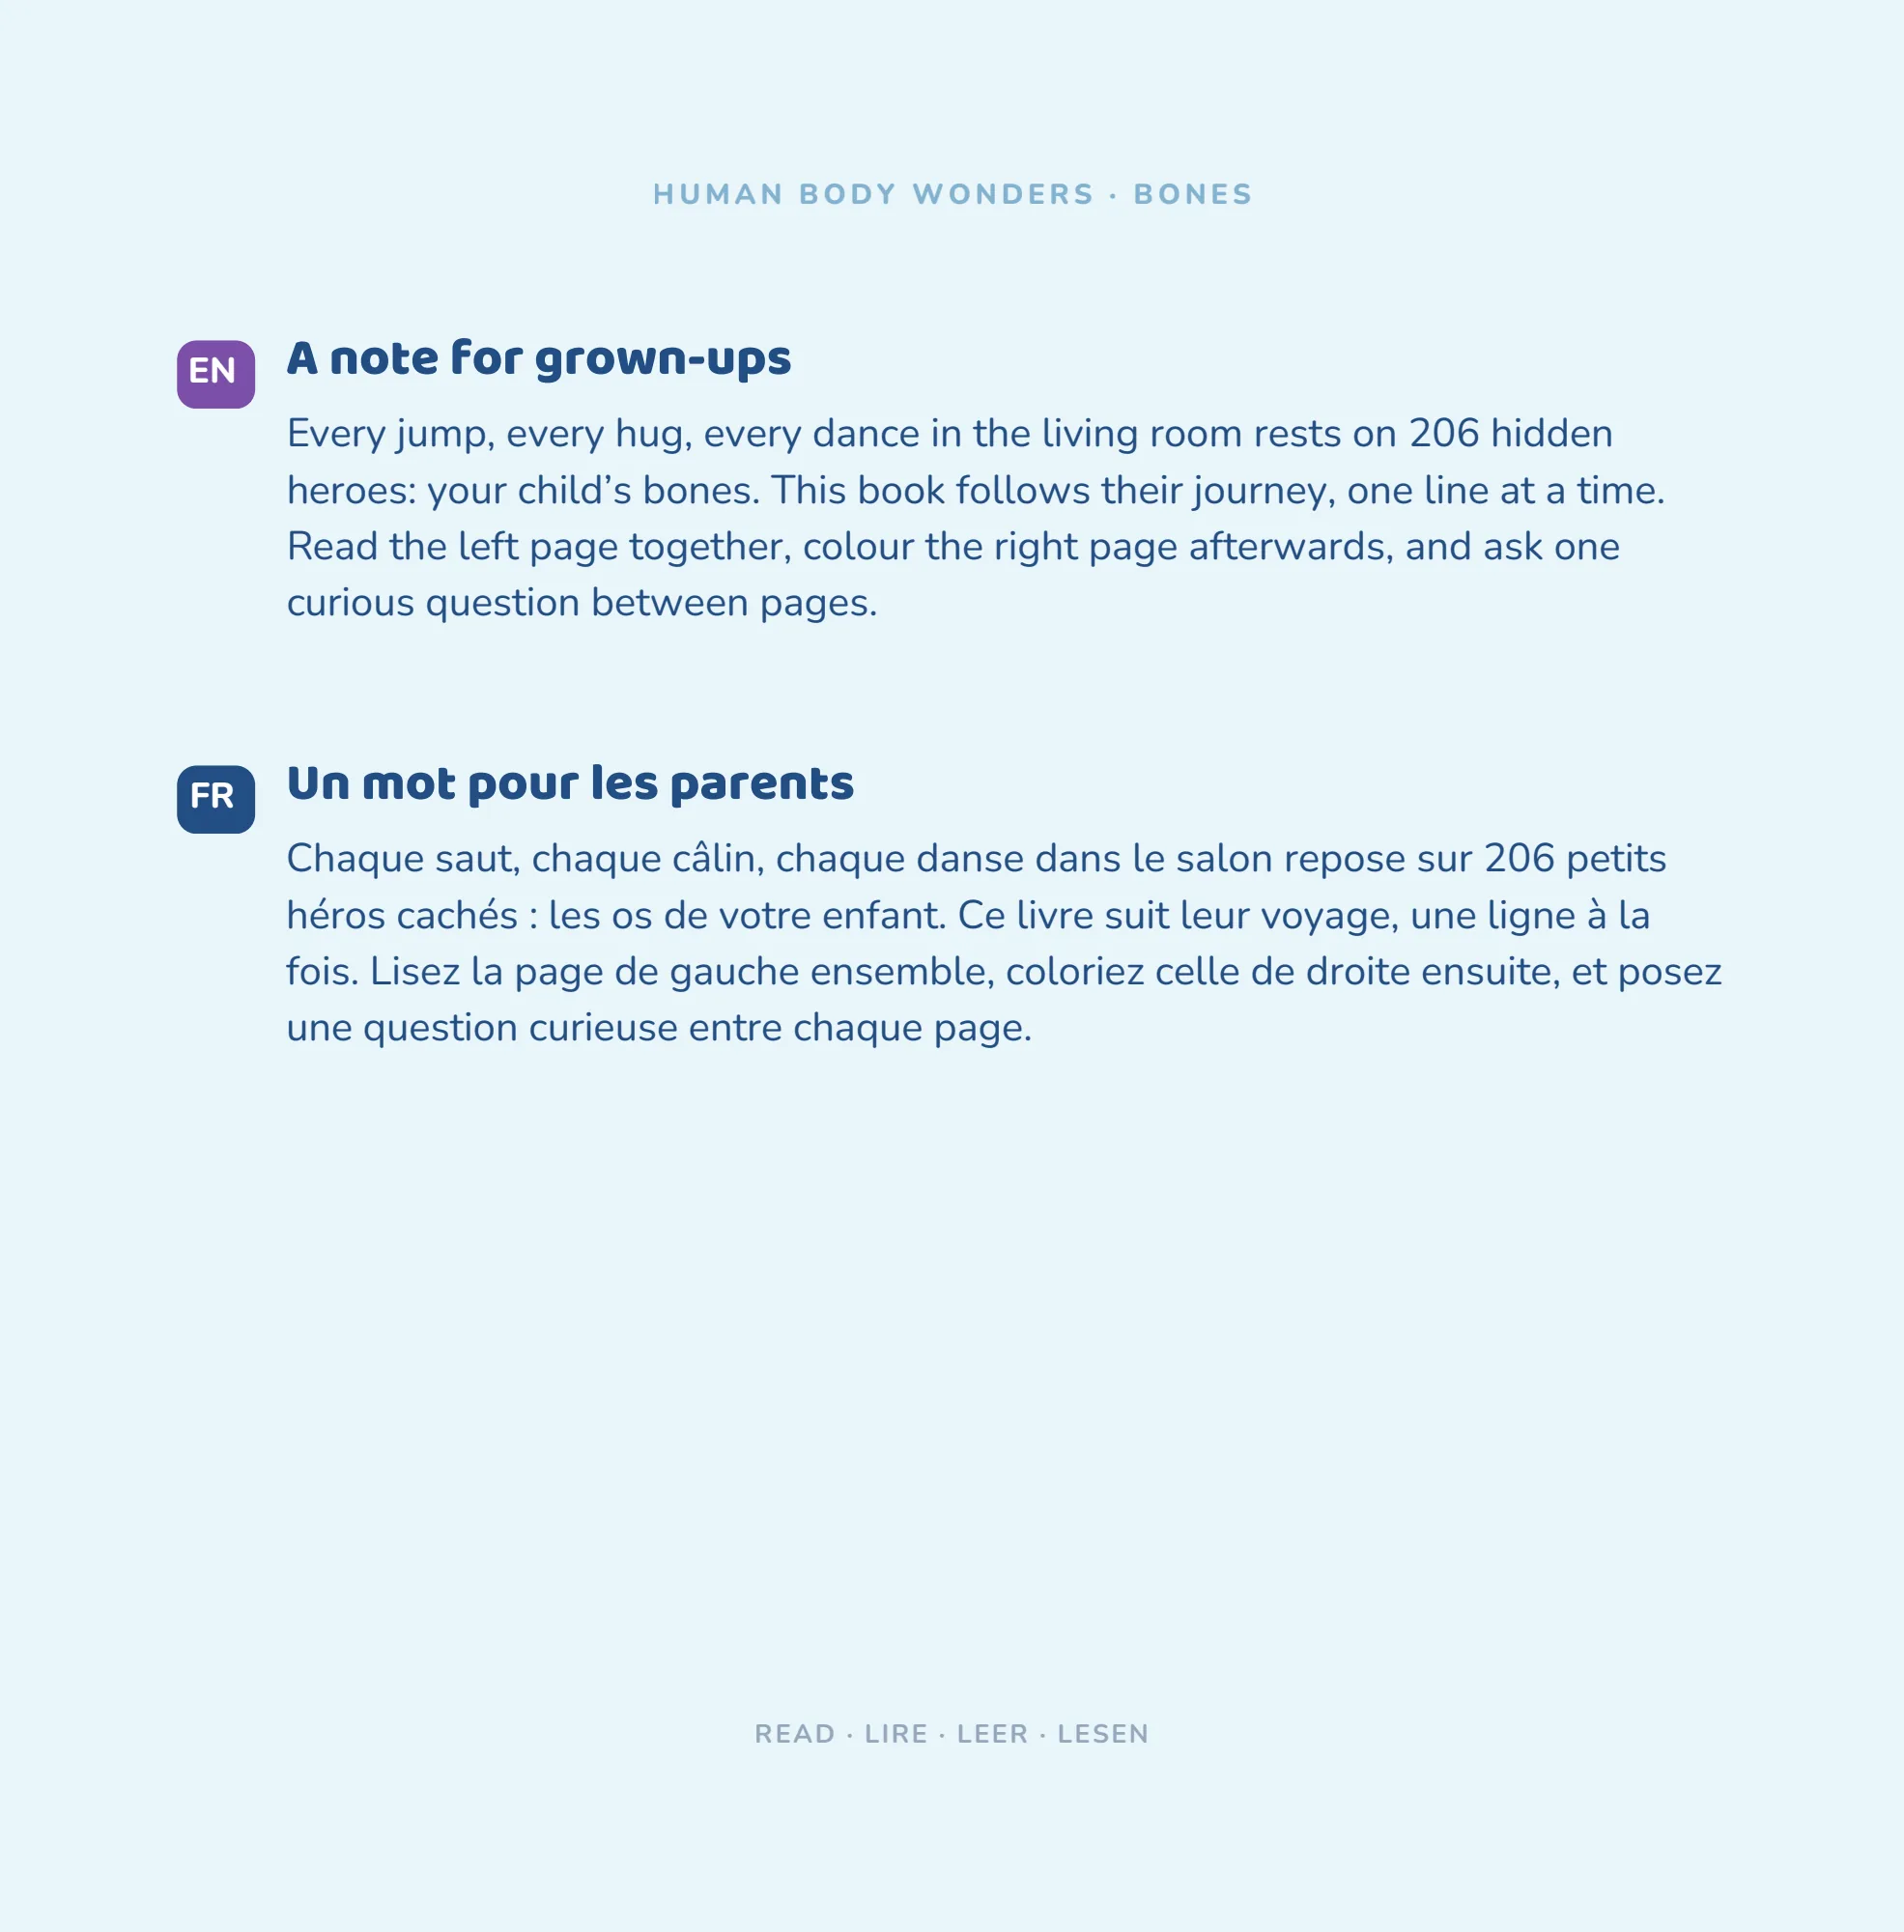 HUMAN BODY WONDERS · BONES
EN
A note for grown-ups
Every jump, every hug, every dance in the living room rests on 206 hidden
heroes: your child’s bones. This book follows their journey, one line at a time.
Read the left page together, colour the right page afterwards, and ask one
curious question between pages.
FR
Un mot pour les parents
Chaque saut, chaque câlin, chaque danse dans le salon repose sur 206 petits
héros cachés : les os de votre enfant. Ce livre suit leur voyage, une ligne à la
fois. Lisez la page de gauche ensemble, coloriez celle de droite ensuite, et posez
une question curieuse entre chaque page.
READ · LIRE · LEER · LESEN